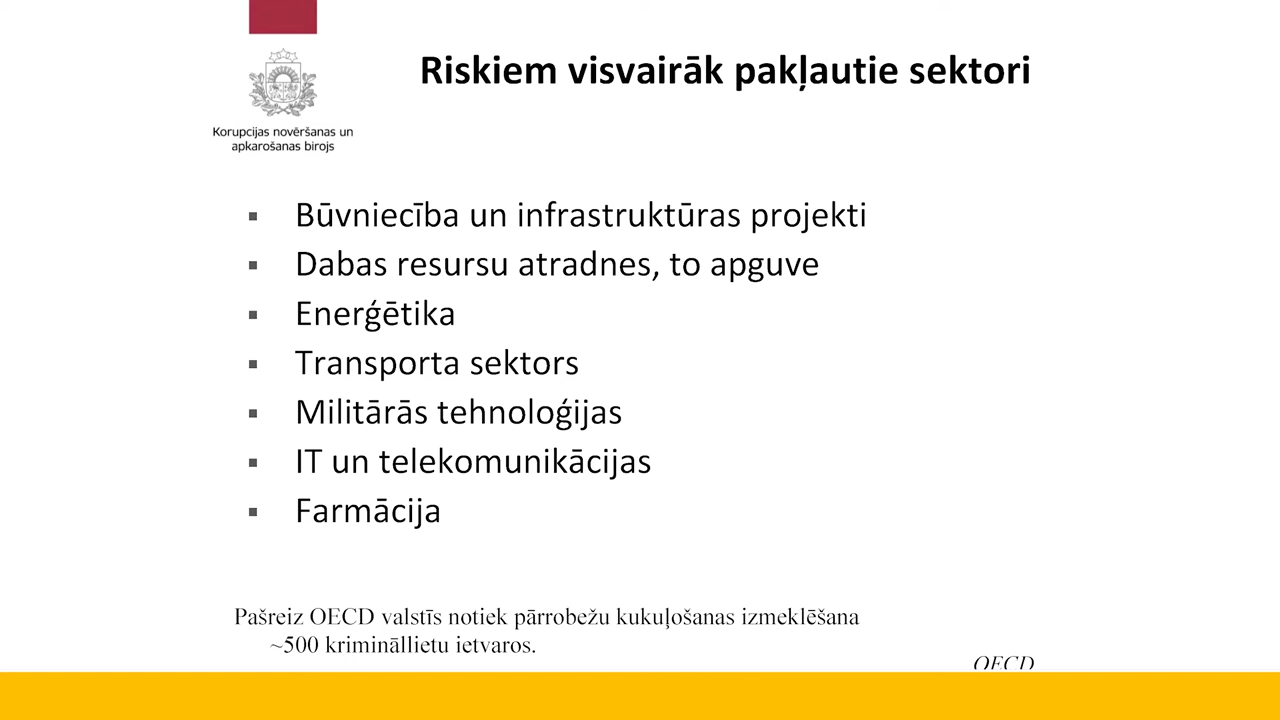 Riskiem visvairāk pakļautie sektori
Korupcijas novēršanas un
apkarošanas birojs
Būvniecība un infrastruktūras projekti
Dabas resursu atradnes, to apguve
Enerģētika
Transporta sektors
Militārās tehnoloģijas
IT un telekomunikācijas
Farmācija
Pašreiz OECD valstīs notiek pārrobežu kukuļošanas izmeklēšana
~500 krimināllietu ietvaros.
OECD